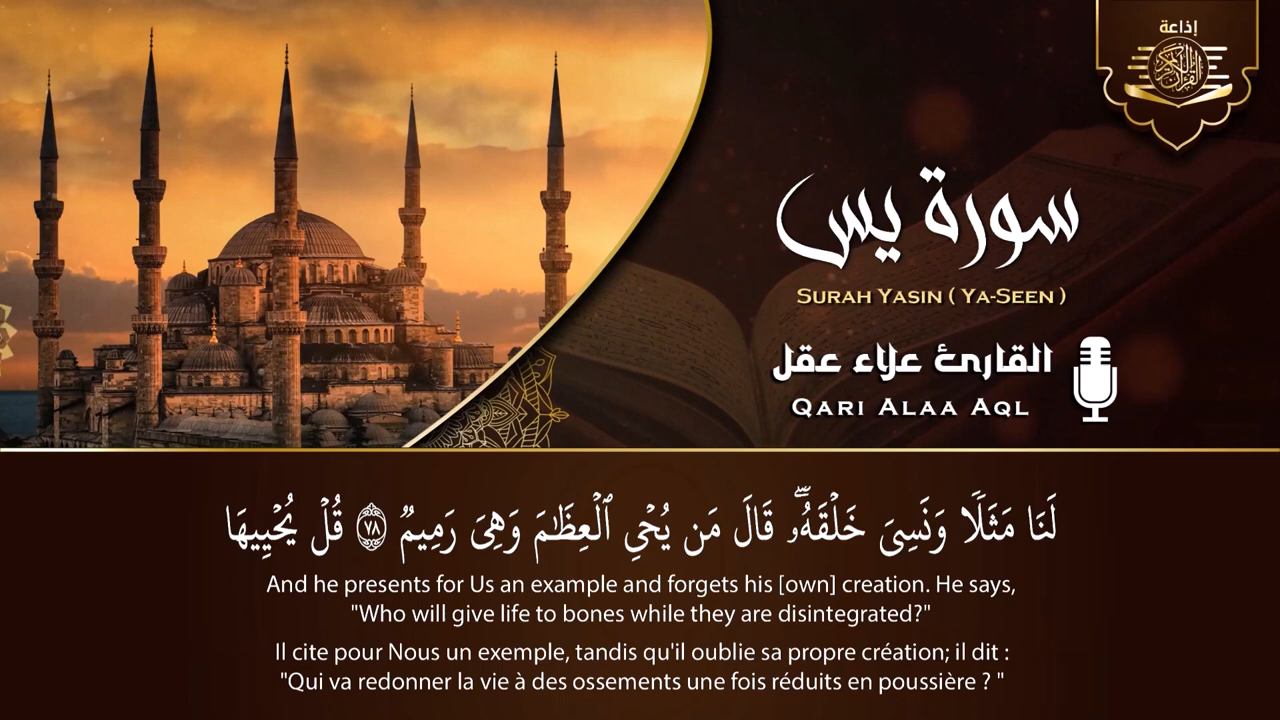 إذاعة
القرآن الكريم
سورة يس
SURAH YASIN ( YA-SEEN )
القارئ علاء عقل
QARI ALAA AQL
لَنَا مَثَلًا وَنَسِىَ خَلْقَهُۥ ۖ قَالَ مَن يُحْىِ ٱلْعِظَٰمَ وَهِىَ رَمِيمٌ ۝٧٨ قُلْ يُحْيِيهَا
And he presents for Us an example and forgets his [own] creation. He says,
"Who will give life to bones while they are disintegrated?"
Il cite pour Nous un exemple, tandis qu'il oublie sa propre création; il dit :
"Qui va redonner la vie à des ossements une fois réduits en poussière ? "